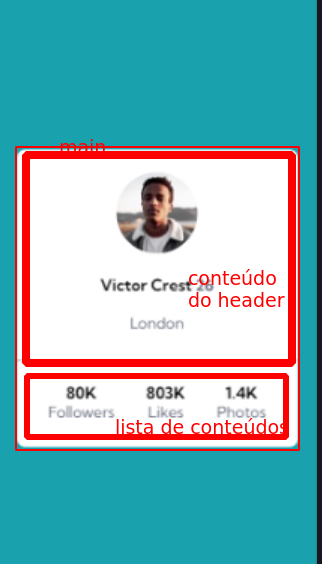 main
Victor Crest 26
conteúdo
do header
London
80K 803K 1.4K
Followers Likes Photos
lista de conteúdos